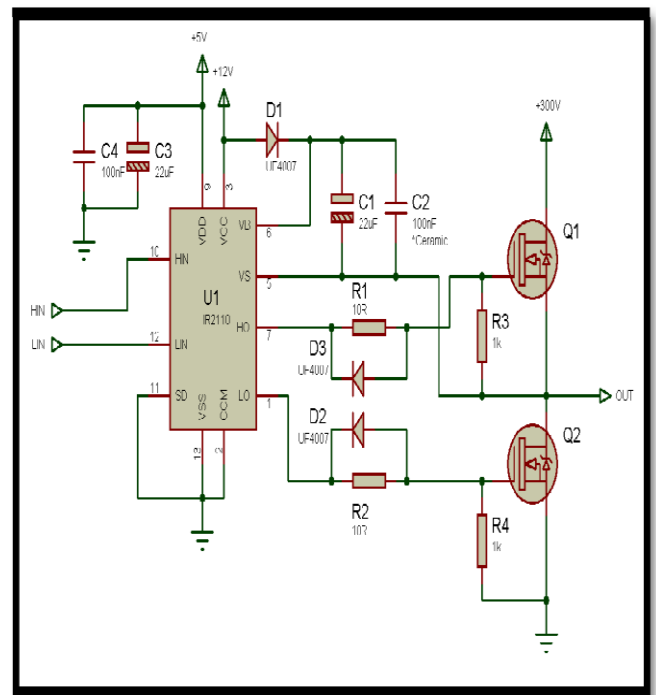 +5V
+12V
+300V
D1
UF4007
C4
100nF
C3
22uF
C1
22uF
C2
100nF
*Ceramic
9
3
VDD
VCC
VB
6
Q1
10
HIN
VS
5
U1
IR2110
R1
10R
HIN
LIN
12
LIN
HO
7
R3
1k
D3
UF4007
11
SD
LO
1
D2
UF4007
OUT
VSS
COM
13
2
Q2
R2
10R
R4
1k